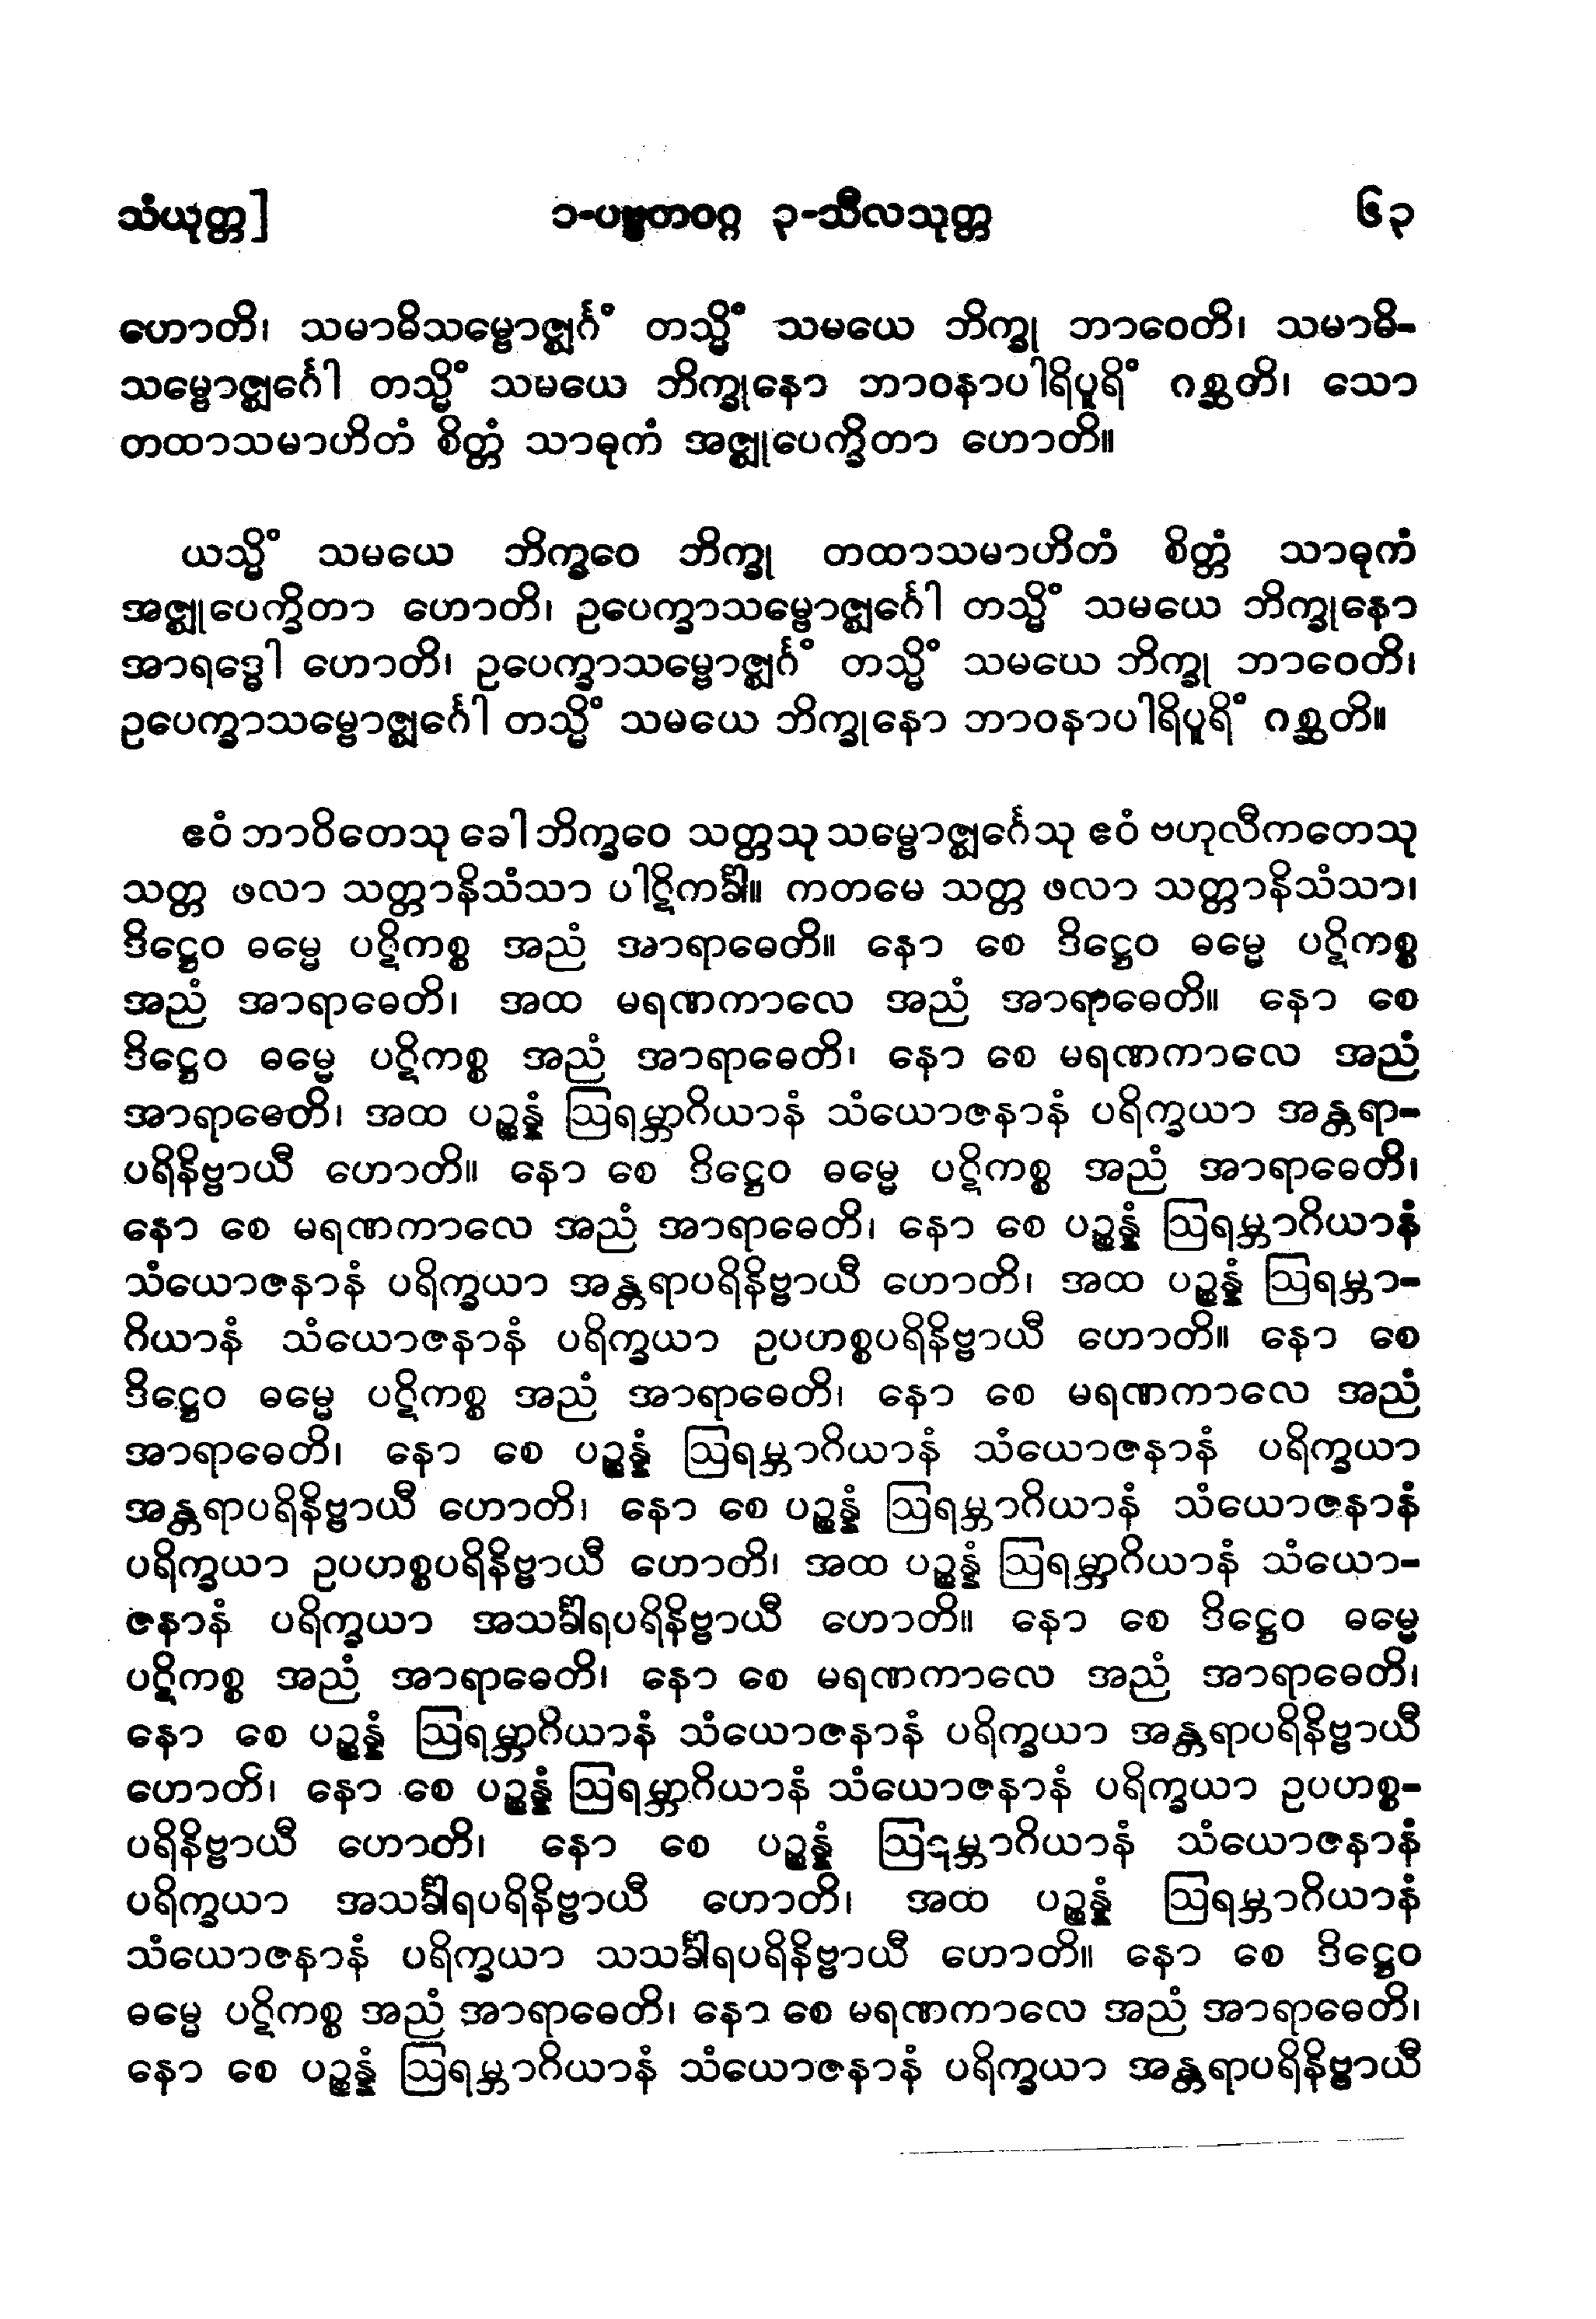 သံယုတ္တ] ၁-ပဗ္ဗတဝဂ္ဂ ၃-သီလသုတ္တ ၆၃
ဟောတိ၊ သမာဓိသမ္ဗောဇ္ဈင်္ဂံ တသ္မိံ သမယေ ဘိက္ခု ဘာဝေတိ၊ သမာဓိ-
သမ္ဗောဇ္ဈင်္ဂေါ တသ္မိံ သမယေ ဘိက္ခုနော ဘာဝနာပါရိပူရိံ ဂစ္ဆတိ၊ သော
တထာသမာဟိတံ စိတ္တံ သာဓုကံ အဇ္ဈုပေက္ခိတာ ဟောတိ။
ယသ္မိံ သမယေ ဘိက္ခဝေ ဘိက္ခု တထာသမာဟိတံ စိတ္တံ သာဓုကံ
အဇ္ဈုပေက္ခိတာ ဟောတိ၊ ဥပေက္ခာသမ္ဗောဇ္ဈင်္ဂေါ တသ္မိံ သမယေ ဘိက္ခုနော
အာရဒ္ဓေါ ဟောတိ၊ ဥပေက္ခာသမ္ဗောဇ္ဈင်္ဂံ တသ္မိံ သမယေ ဘိက္ခု ဘာဝေတိ၊
ဥပေက္ခာသမ္ဗောဇ္ဈင်္ဂေါ တသ္မိံ သမယေ ဘိက္ခုနော ဘာဝနာပါရိပူရိံ ဂစ္ဆတိ။
ဧဝံ ဘာဝိတေသု ခေါ ဘိက္ခဝေ သတ္တသု သမ္ဗောဇ္ဈင်္ဂေသု ဧဝံ ဗဟုလီကတေသု
သတ္တ ဖလာ သတ္တာနိသံသာ ပါဋိကင်္ခါ။ ကတမေ သတ္တ ဖလာ သတ္တာနိသံသာ၊
ဒိဋ္ဌေဝ ဓမ္မေ ပဋိကစ္စ အညံ အာရာဓေတိ။ နော စေ ဒိဋ္ဌေဝ ဓမ္မေ ပဋိကစ္စ
အညံ အာရာဓေတိ၊ အထ မရဏကာလေ အညံ အာရာဓေတိ။ နော စေ
ဒိဋ္ဌေဝ ဓမ္မေ ပဋိကစ္စ အညံ အာရာဓေတိ၊ နော စေ မရဏကာလေ အညံ
အာရာဓေတိ၊ အထ ပဉ္စန္နံ ဩရမ္ဘာဂိယာနံ သံယောဇနာနံ ပရိက္ခယာ အန္တရာ-
ပရိနိဗ္ဗာယီ ဟောတိ။ နော စေ ဒိဋ္ဌေဝ ဓမ္မေ ပဋိကစ္စ အညံ အာရာဓေတိ၊
နော စေ မရဏကာလေ အညံ အာရာဓေတိ၊ နော စေ ပဉ္စန္နံ ဩရမ္ဘာဂိယာနံ
သံယောဇနာနံ ပရိက္ခယာ အန္တရာပရိနိဗ္ဗာယီ ဟောတိ၊ အထ ပဉ္စန္နံ ဩရမ္ဘာ-
ဂိယာနံ သံယောဇနာနံ ပရိက္ခယာ ဥပဟစ္စပရိနိဗ္ဗာယီ ဟောတိ။ နော စေ
ဒိဋ္ဌေဝ ဓမ္မေ ပဋိကစ္စ အညံ အာရာဓေတိ၊ နော စေ မရဏကာလေ အညံ
အာရာဓေတိ၊ နော စေ ပဉ္စန္နံ ဩရမ္ဘာဂိယာနံ သံယောဇနာနံ ပရိက္ခယာ
အန္တရာပရိနိဗ္ဗာယီ ဟောတိ၊ နော စေ ပဉ္စန္နံ ဩရမ္ဘာဂိယာနံ သံယောဇနာနံ
ပရိက္ခယာ ဥပဟစ္စပရိနိဗ္ဗာယီ ဟောတိ၊ အထ ပဉ္စန္နံ ဩရမ္ဘာဂိယာနံ သံယော-
ဇနာနံ ပရိက္ခယာ အသင်္ခါရပရိနိဗ္ဗာယီ ဟောတိ။ နော စေ ဒိဋ္ဌေဝ ဓမ္မေ
ပဋိကစ္စ အညံ အာရာဓေတိ၊ နော စေ မရဏကာလေ အညံ အာရာဓေတိ၊
နော စေ ပဉ္စန္နံ ဩရမ္ဘာဂိယာနံ သံယောဇနာနံ ပရိက္ခယာ အန္တရာပရိနိဗ္ဗာယီ
ဟောတိ၊ နော စေ ပဉ္စန္နံ ဩရမ္ဘာဂိယာနံ သံယောဇနာနံ ပရိက္ခယာ ဥပဟစ္စ-
ပရိနိဗ္ဗာယီ ဟောတိ၊ နော စေ ပဉ္စန္နံ ဩရမ္ဘာဂိယာနံ သံယောဇနာနံ
ပရိက္ခယာ အသင်္ခါရပရိနိဗ္ဗာယီ ဟောတိ၊ အထ ပဉ္စန္နံ ဩရမ္ဘာဂိယာနံ
သံယောဇနာနံ ပရိက္ခယာ သသင်္ခါရပရိနိဗ္ဗာယီ ဟောတိ။ နော စေ ဒိဋ္ဌေဝ
ဓမ္မေ ပဋိကစ္စ အညံ အာရာဓေတိ၊ နော စေ မရဏကာလေ အညံ အာရာဓေတိ၊
နော စေ ပဉ္စန္နံ ဩရမ္ဘာဂိယာနံ သံယောဇနာနံ ပရိက္ခယာ အန္တရာပရိနိဗ္ဗာယီ